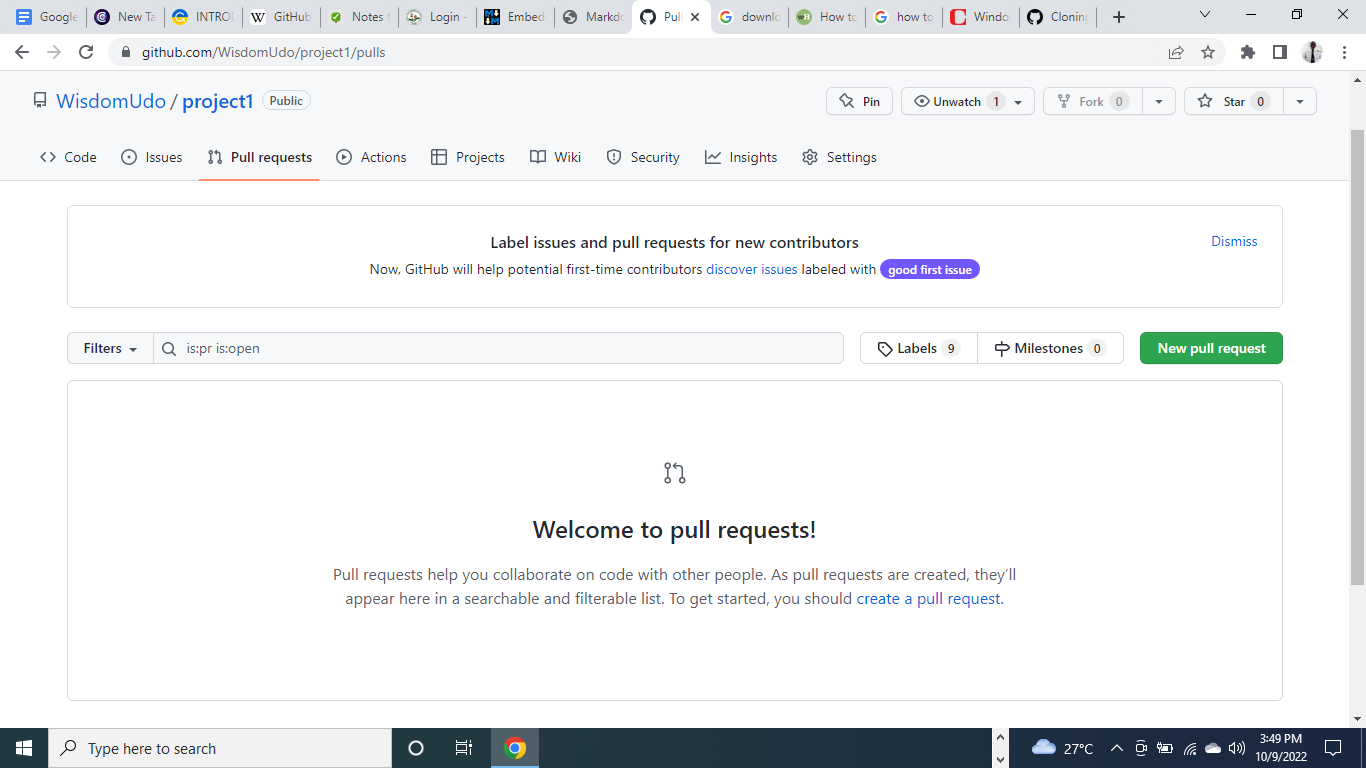 Google
New Ta
INTRO
GitHub
Notes
Login -
Embed
Markdo
Pull
downlo
How to
how to
Windo
Cloning
github.com/WisdomUdo/project1/pulls
WisdomUdo / project1 Public
Pin
Unwatch 1
Fork 0
Star 0
Code
Issues
Pull requests
Actions
Projects
Wiki
Security
Insights
Settings
Label issues and pull requests for new contributors
Dismiss
Now, GitHub will help potential first-time contributors discover issues labeled with good first issue
Filters
is:pr is:open
Labels 9
Milestones 0
New pull request
Welcome to pull requests!
Pull requests help you collaborate on code with other people. As pull requests are created, they’ll
appear here in a searchable and filterable list. To get started, you should create a pull request.
Type here to search
27°C
3:49 PM
10/9/2022